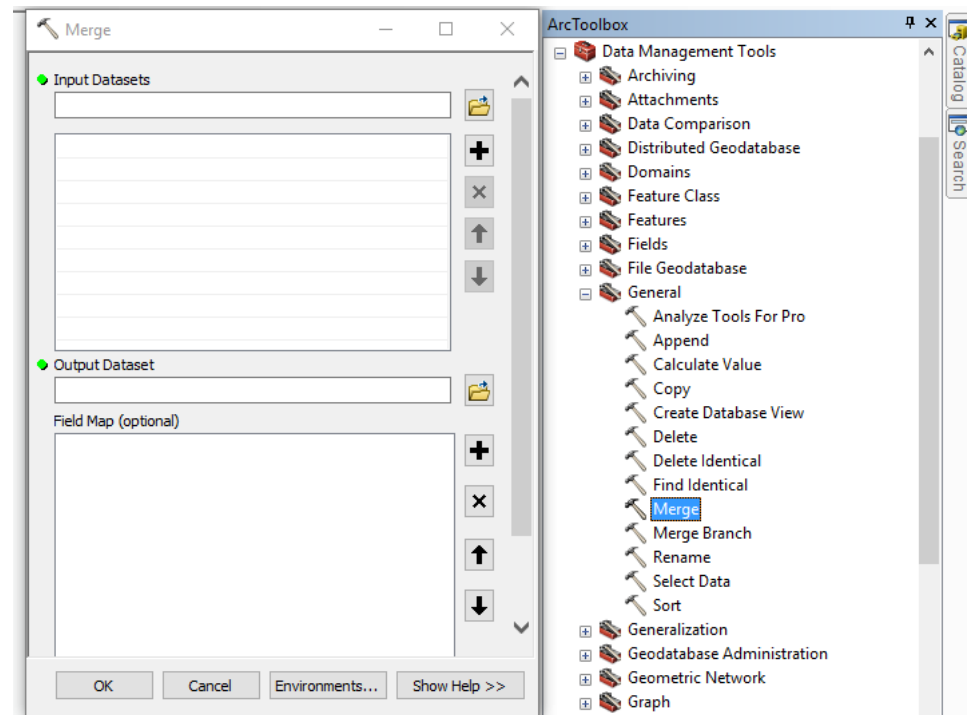 Merge
Input Datasets
Output Dataset
Field Map (optional)
OK
Cancel
Environments...
Show Help >>
ArcToolbox
Data Management Tools
Archiving
Attachments
Data Comparison
Distributed Geodatabase
Domains
Feature Class
Features
Fields
File Geodatabase
General
Analyze Tools For Pro
Append
Calculate Value
Copy
Create Database View
Delete
Delete Identical
Find Identical
Merge
Merge Branch
Rename
Select Data
Sort
Generalization
Geodatabase Administration
Geometric Network
Graph
Catalog
Search